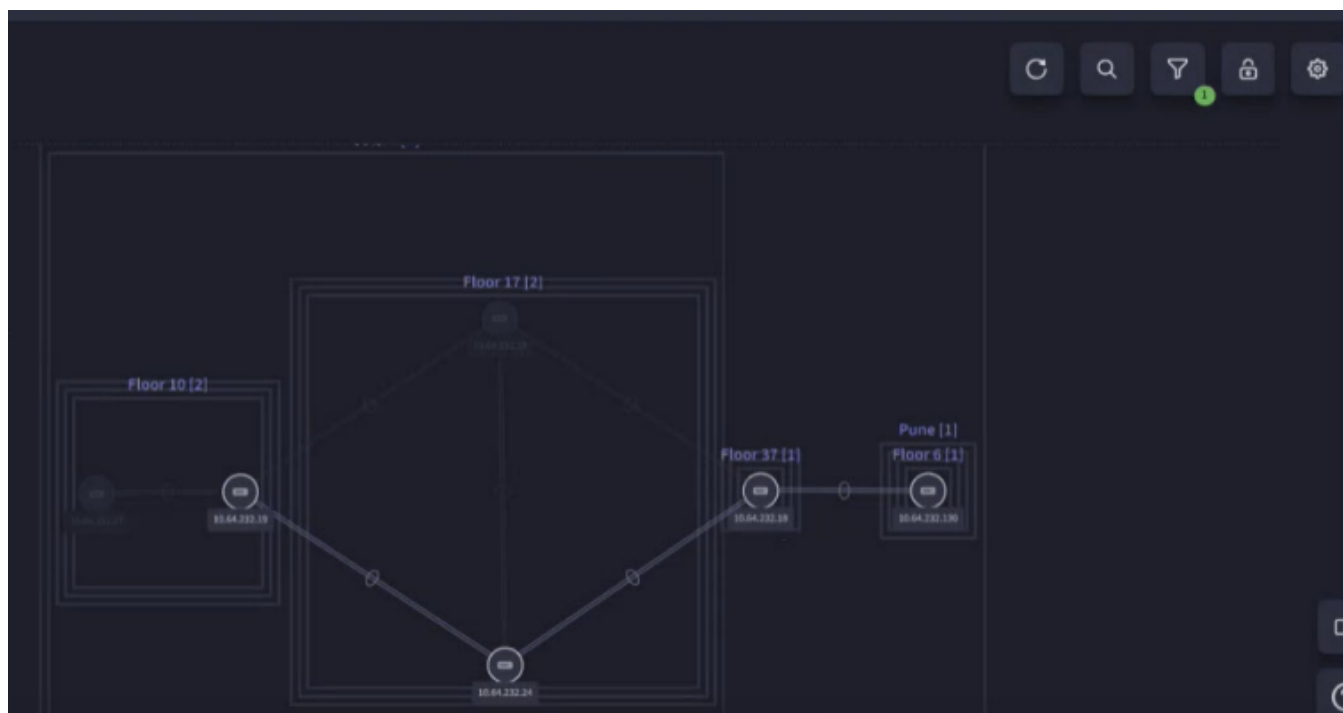 1
Floor 17 [2]
Floor 10 [2]
Pune [1]
Floor 37 [1]
Floor 6 [1]
10.64.232.19
10.64.232.18
10.64.232.130
10.64.232.24